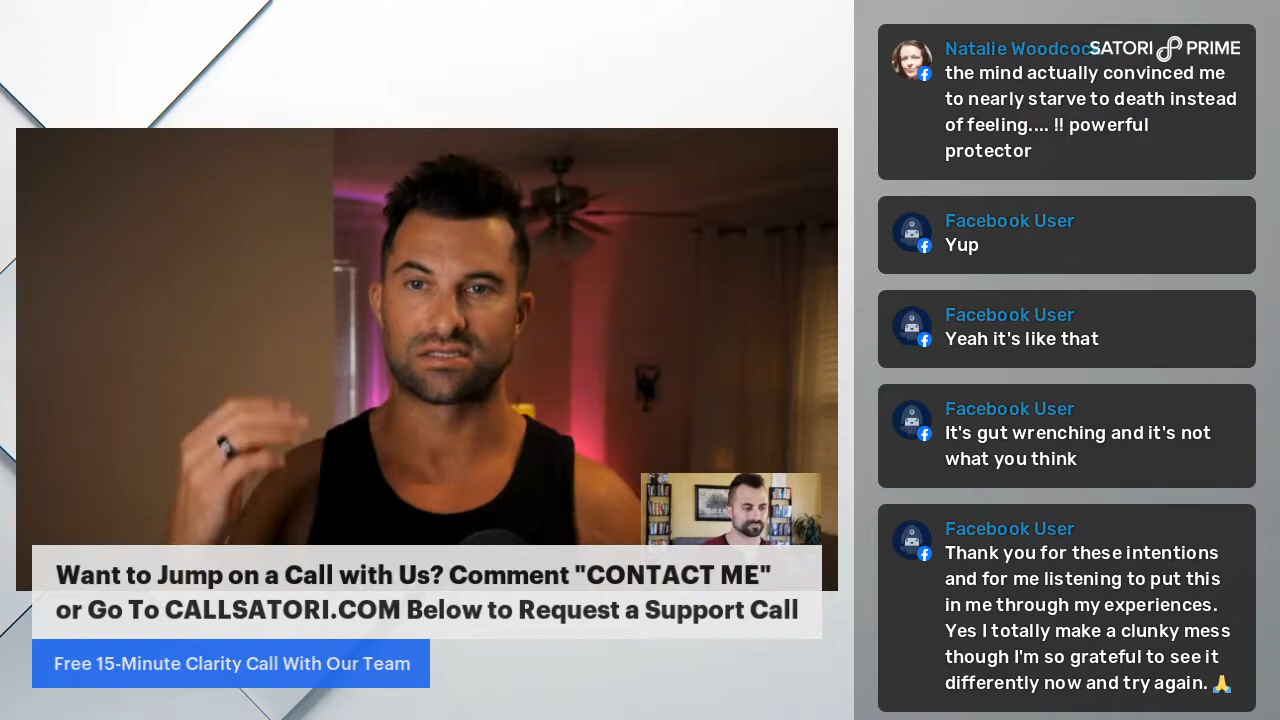 Natalie Woodcock
SATORI PRIME
the mind actually convinced me
to nearly starve to death instead
of feeling.... !! powerful
protector
Facebook User
Yup
Facebook User
Yeah it's like that
Facebook User
It's gut wrenching and it's not
what you think
Facebook User
Thank you for these intentions
and for me listening to put this
in me through my experiences.
Yes I totally make a clunky mess
though I'm so grateful to see it
differently now and try again. 🙏
Want to Jump on a Call with Us? Comment "CONTACT ME"
or Go To CALLSATORI.COM Below to Request a Support Call
Free 15-Minute Clarity Call With Our Team